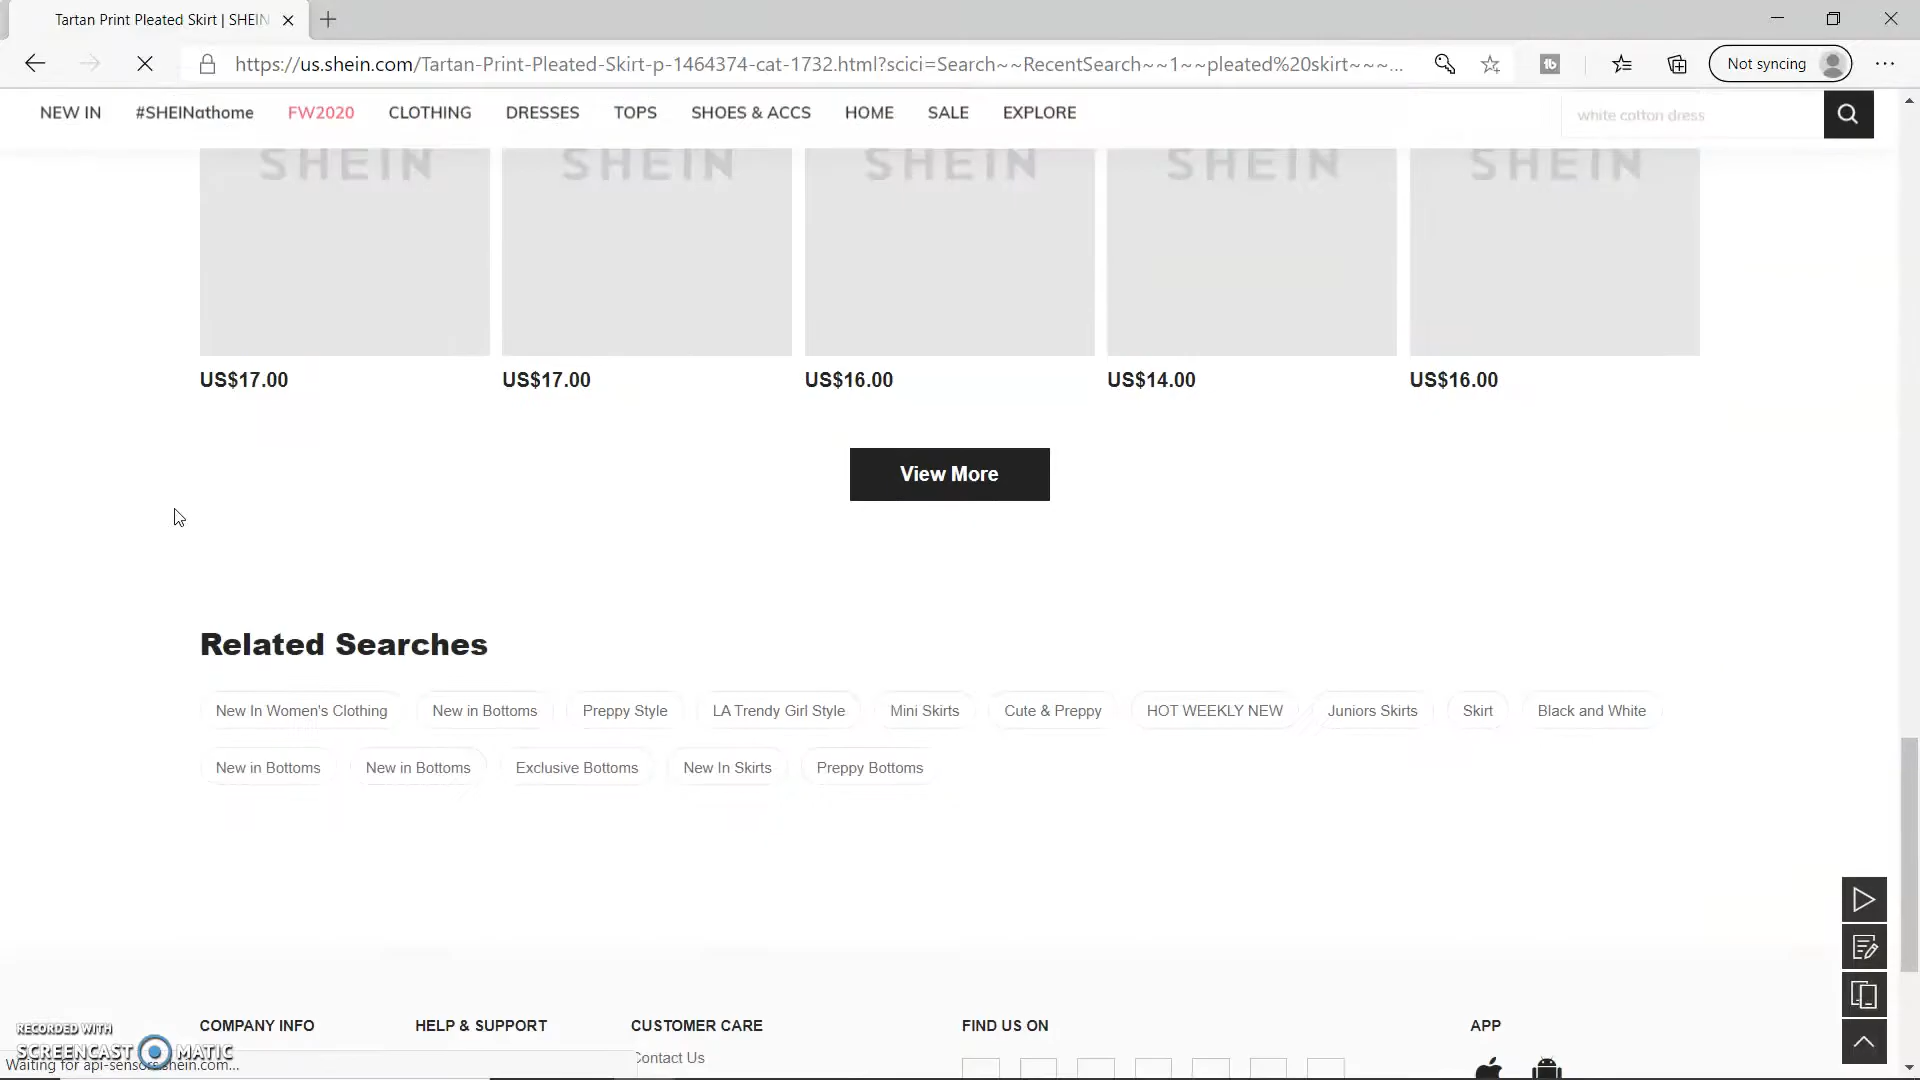 Tartan Print Pleated Skirt | SHEIN
https://us.shein.com/Tartan-Print-Pleated-Skirt-p-1464374-cat-1732.html?scici=Search~~RecentSearch~~1~~pleated%20skirt~~~...
Not syncing
NEW IN #SHEINathome FW2020 CLOTHING DRESSES TOPS SHOES & ACCS HOME SALE EXPLORE
white cotton dress
SHEIN SHEIN SHEIN SHEIN SHEIN
US$17.00 US$17.00 US$16.00 US$14.00 US$16.00
View More
Related Searches
New In Women's Clothing New in Bottoms Preppy Style LA Trendy Girl Style Mini Skirts Cute & Preppy HOT WEEKLY NEW Juniors Skirts Skirt Black and White
New in Bottoms New in Bottoms Exclusive Bottoms New In Skirts Preppy Bottoms
COMPANY INFO HELP & SUPPORT CUSTOMER CARE FIND US ON APP
RECORDED WITH
SCREENCAST MATIC
Contact Us
Waiting for api-sensors.shein.com...